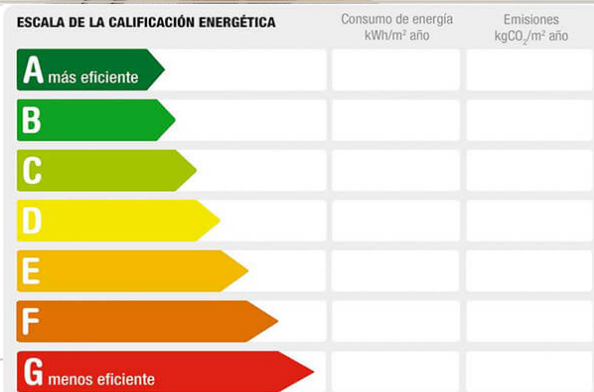 ESCALA DE LA CALIFICACIÓN ENERGÉTICA
Consumo de energía
kWh/m² año
Emisiones
kgCO₂/m² año
A más eficiente
B
C
D
E
F
G menos eficiente